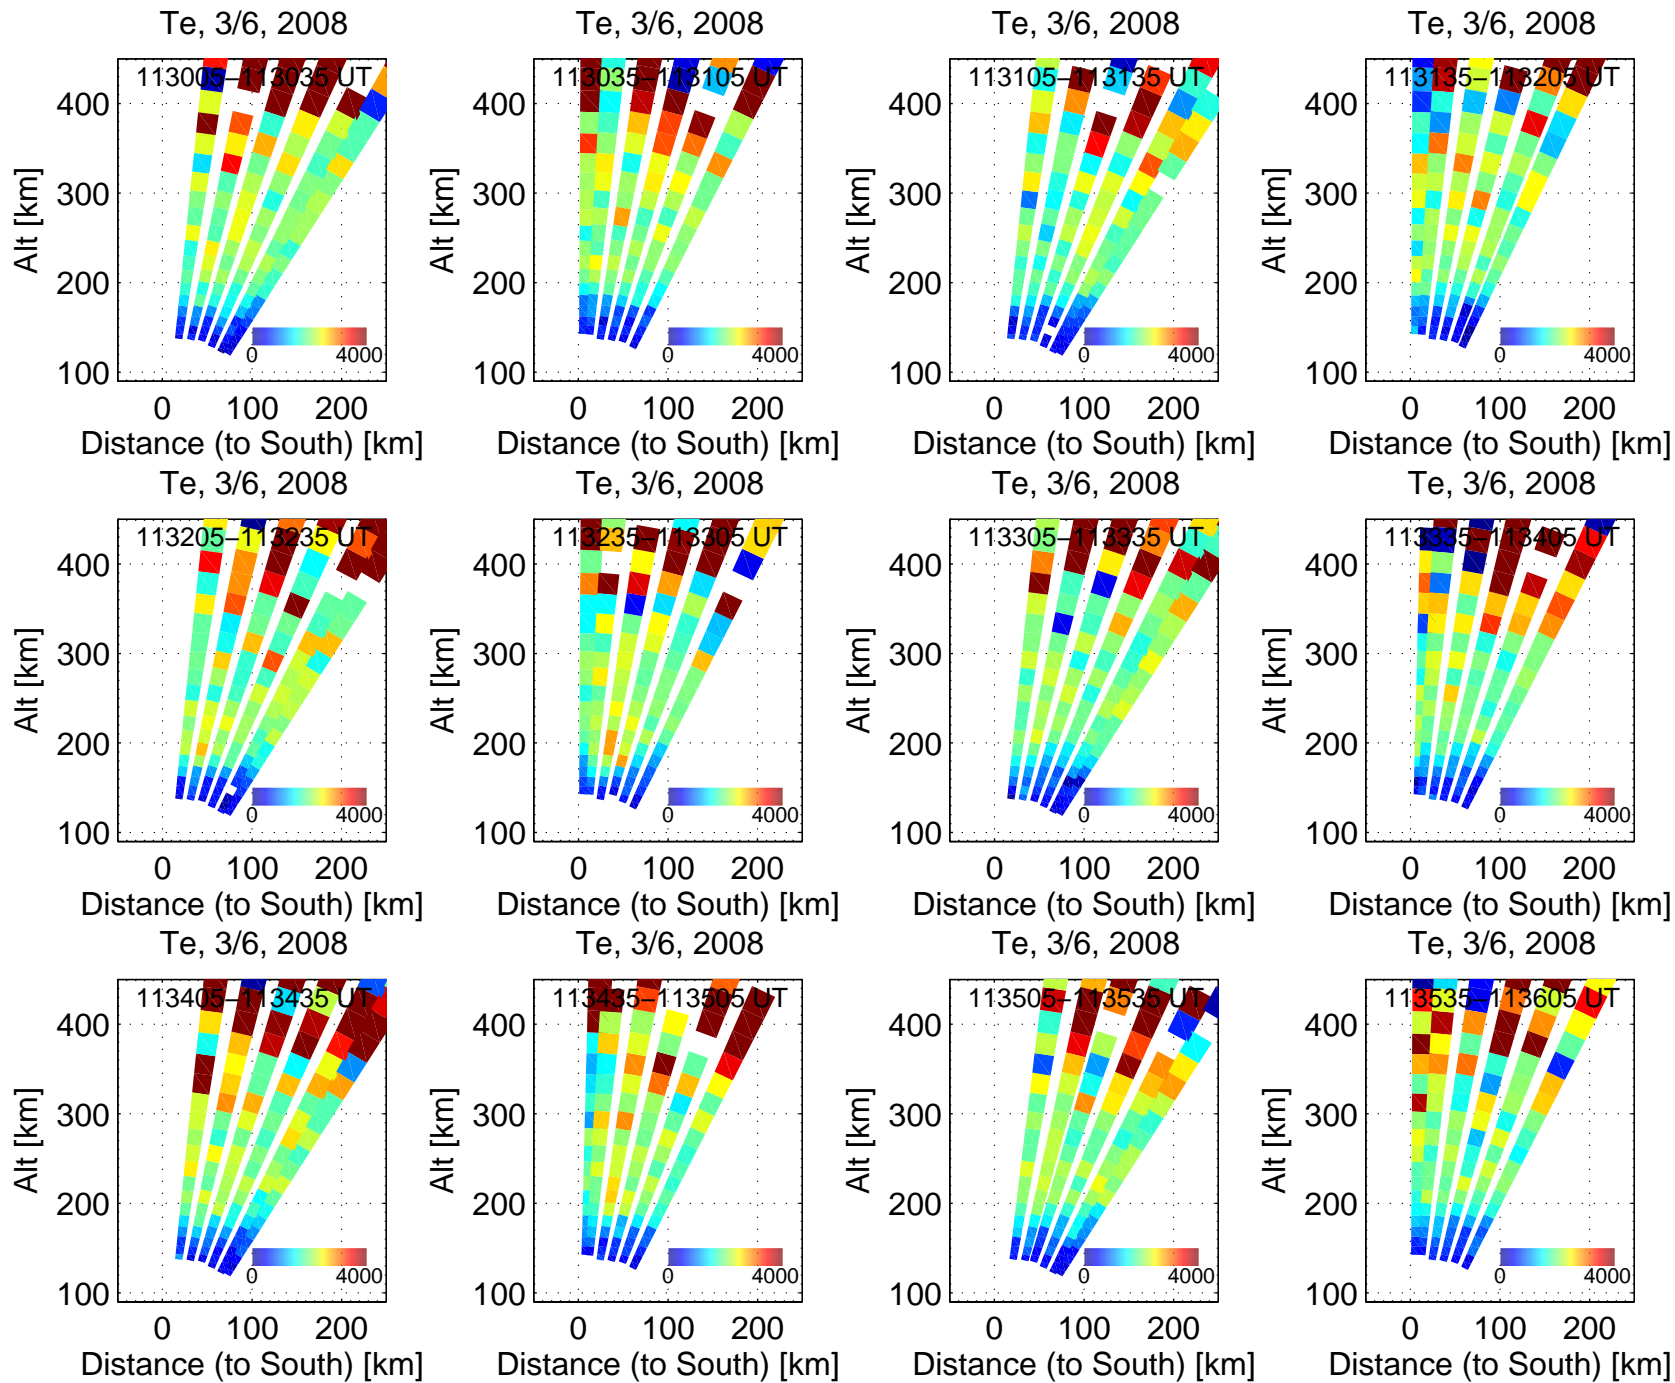 Te, 3/6, 2008
113005–113035 UT
Alt [km]
400
300
200
100
0 4000
0 100 200
Distance (to South) [km]
Te, 3/6, 2008
113035–113105 UT
Alt [km]
400
300
200
100
0 4000
0 100 200
Distance (to South) [km]
Te, 3/6, 2008
113105–113135 UT
Alt [km]
400
300
200
100
0 4000
0 100 200
Distance (to South) [km]
Te, 3/6, 2008
113135–113205 UT
Alt [km]
400
300
200
100
0 4000
0 100 200
Distance (to South) [km]
Te, 3/6, 2008
113205–113235 UT
Alt [km]
400
300
200
100
0 4000
0 100 200
Distance (to South) [km]
Te, 3/6, 2008
113235–113305 UT
Alt [km]
400
300
200
100
0 4000
0 100 200
Distance (to South) [km]
Te, 3/6, 2008
113305–113335 UT
Alt [km]
400
300
200
100
0 4000
0 100 200
Distance (to South) [km]
Te, 3/6, 2008
113335–113405 UT
Alt [km]
400
300
200
100
0 4000
0 100 200
Distance (to South) [km]
Te, 3/6, 2008
113405–113435 UT
Alt [km]
400
300
200
100
0 4000
0 100 200
Distance (to South) [km]
Te, 3/6, 2008
113435–113505 UT
Alt [km]
400
300
200
100
0 4000
0 100 200
Distance (to South) [km]
Te, 3/6, 2008
113505–113535 UT
Alt [km]
400
300
200
100
0 4000
0 100 200
Distance (to South) [km]
Te, 3/6, 2008
113535–113605 UT
Alt [km]
400
300
200
100
0 4000
0 100 200
Distance (to South) [km]